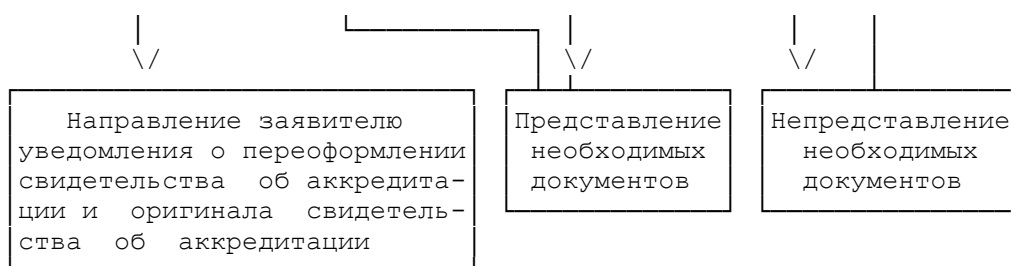 Направление заявителю
уведомления о переоформлении
свидетельства об аккредита-
ции и оригинала свидетель-
ства об аккредитации
Представление
необходимых
документов
Непредставление
необходимых
документов